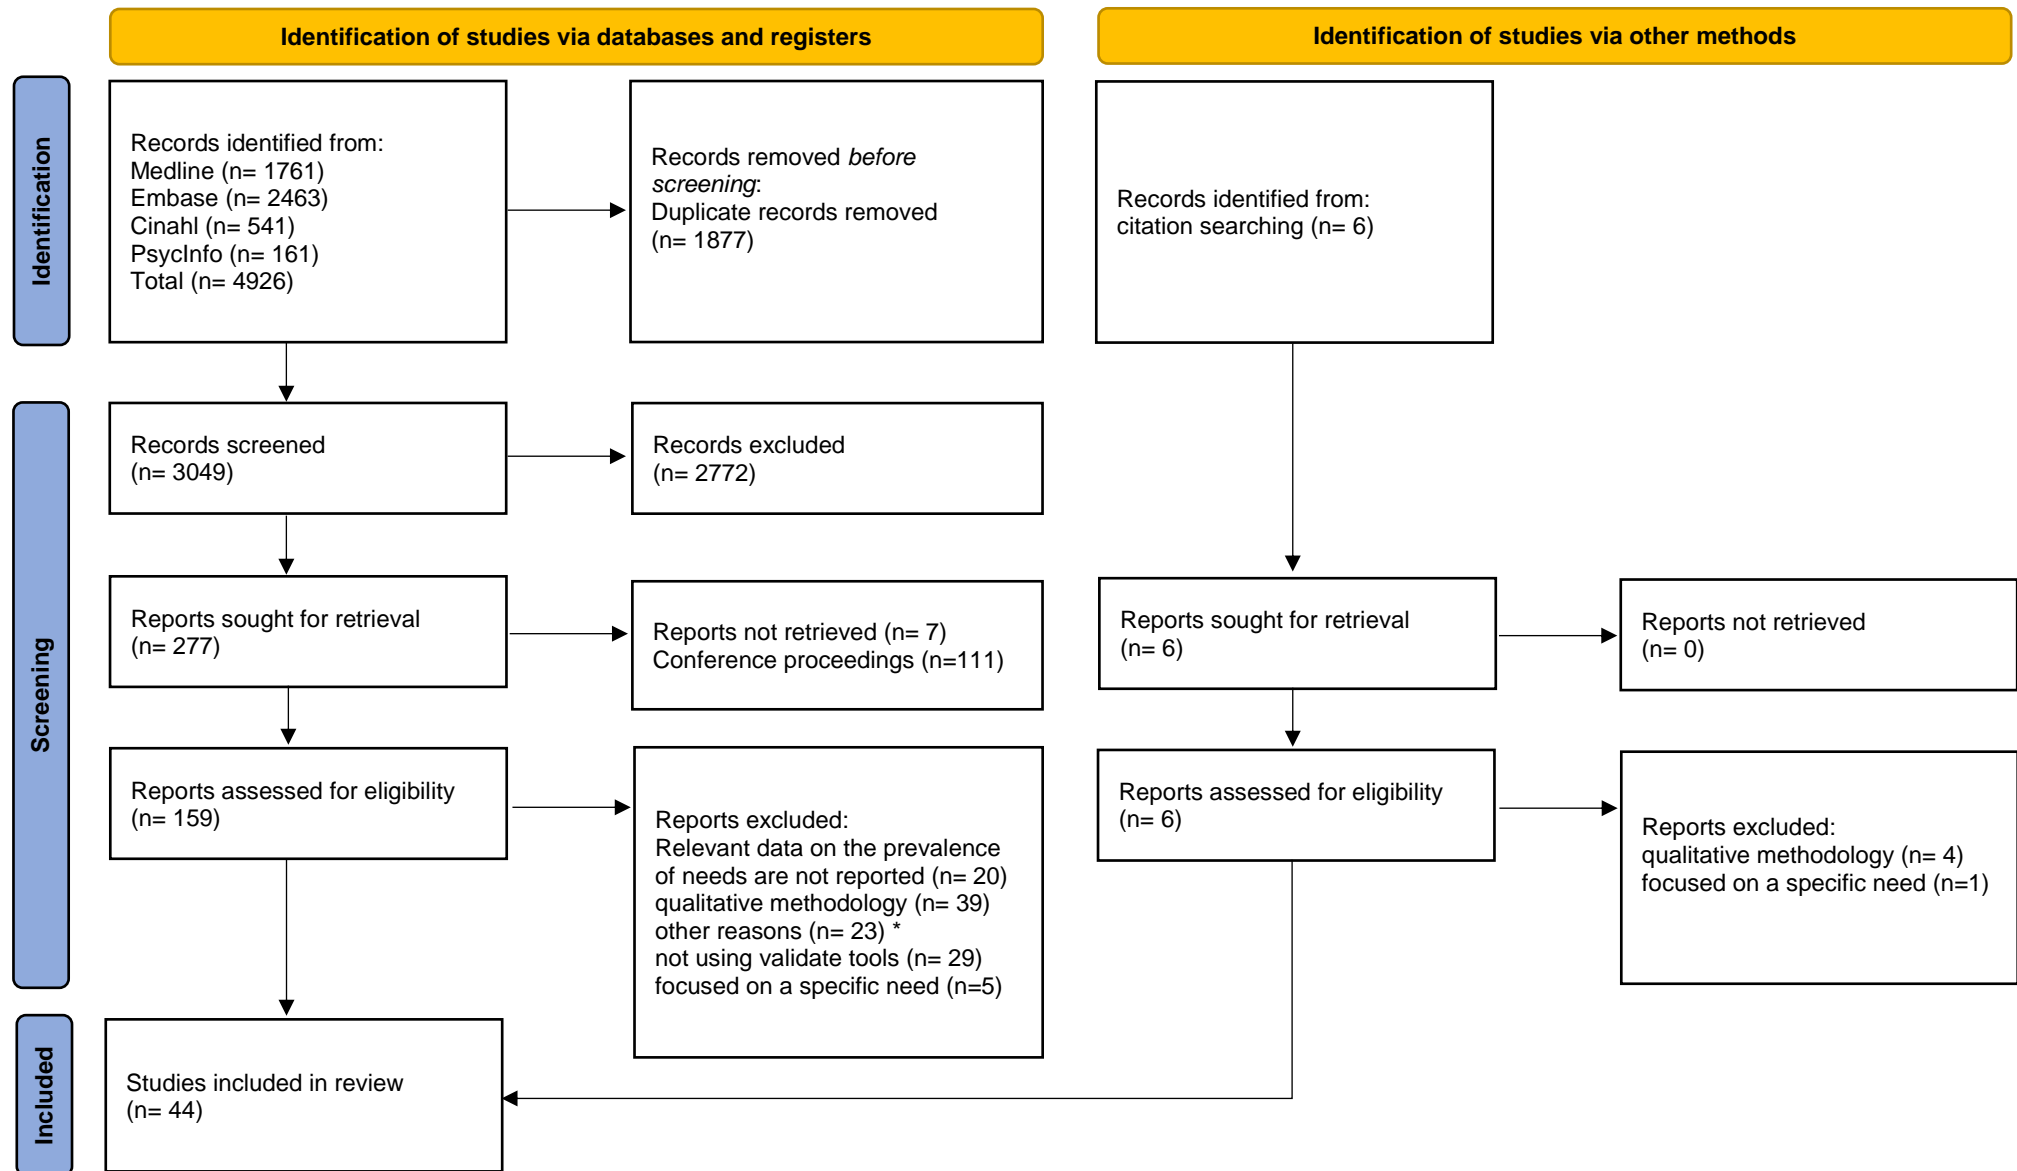 Identification of studies via databases and registers
Identification of studies via other methods
Identification
Records identified from:
Medline (n= 1761)
Embase (n= 2463)
Cinahl (n= 541)
PsycInfo (n= 161)
Total (n= 4926)
Records removed before
screening:
Duplicate records removed
(n= 1877)
Records identified from:
citation searching (n= 6)
Screening
Records screened
(n= 3049)
Records excluded
(n= 2772)
Reports sought for retrieval
(n= 277)
Reports not retrieved (n= 7)
Conference proceedings (n=111)
Reports sought for retrieval
(n= 6)
Reports not retrieved
(n= 0)
Reports assessed for eligibility
(n= 159)
Reports excluded:
Relevant data on the prevalence
of needs are not reported (n= 20)
qualitative methodology (n= 39)
other reasons (n= 23) *
not using validate tools (n= 29)
focused on a specific need (n=5)
Reports assessed for eligibility
(n= 6)
Reports excluded:
qualitative methodology (n= 4)
focused on a specific need (n=1)
Included
Studies included in review
(n= 44)